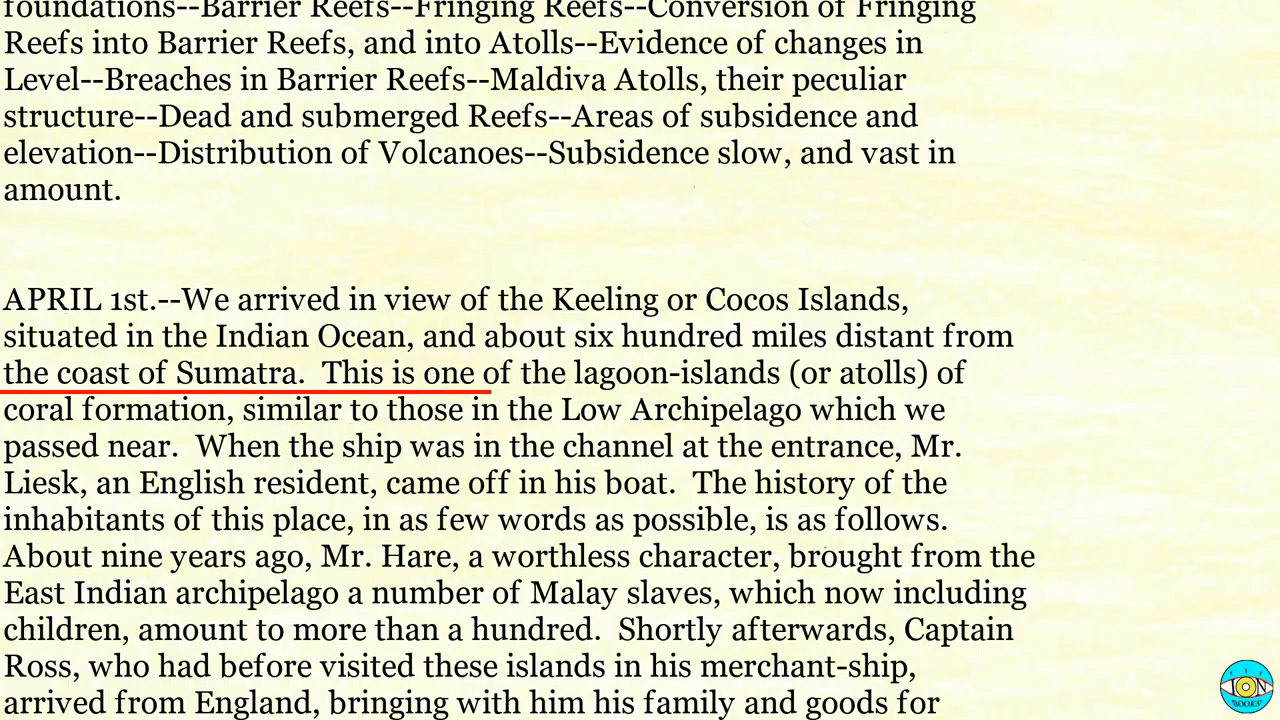 foundations--Barrier Reefs--Fringing Reefs--Conversion of Fringing
Reefs into Barrier Reefs, and into Atolls--Evidence of changes in
Level--Breaches in Barrier Reefs--Maldiva Atolls, their peculiar
structure--Dead and submerged Reefs--Areas of subsidence and
elevation--Distribution of Volcanoes--Subsidence slow, and vast in
amount.
APRIL 1st.--We arrived in view of the Keeling or Cocos Islands,
situated in the Indian Ocean, and about six hundred miles distant from
the coast of Sumatra.  This is one of the lagoon-islands (or atolls) of
coral formation, similar to those in the Low Archipelago which we
passed near.  When the ship was in the channel at the entrance, Mr.
Liesk, an English resident, came off in his boat.  The history of the
inhabitants of this place, in as few words as possible, is as follows.
About nine years ago, Mr. Hare, a worthless character, brought from the
East Indian archipelago a number of Malay slaves, which now including
children, amount to more than a hundred.  Shortly afterwards, Captain
Ross, who had before visited these islands in his merchant-ship,
arrived from England, bringing with him his family and goods for
ION
BOOKS